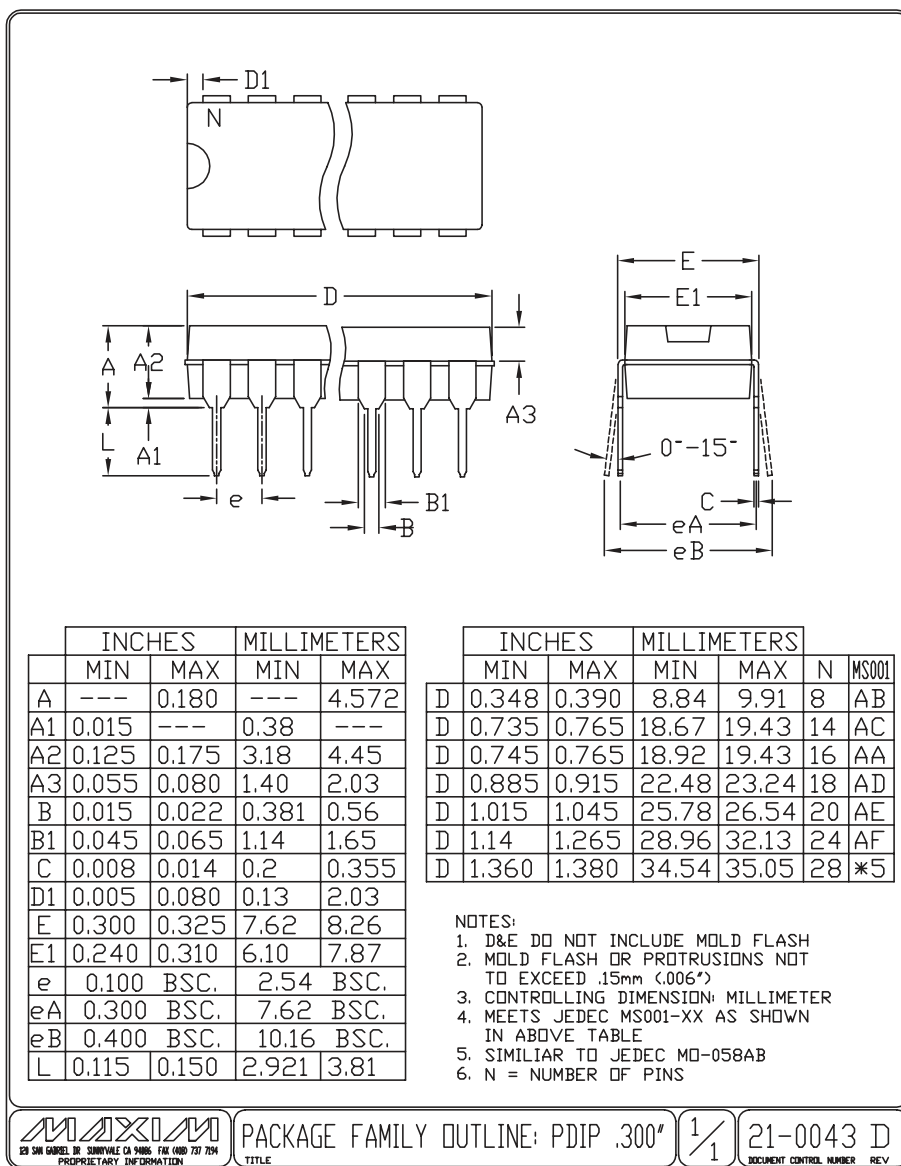 D1
N
D
E
E1
A
A2
A3
L
A1
0°-15°
e
B1
B
C
eA
eB
INCHES MILLIMETERS
MIN MAX MIN MAX
A --- 0.180 --- 4.572
A1 0.015 --- 0.38 ---
A2 0.125 0.175 3.18 4.45
A3 0.055 0.080 1.40 2.03
B 0.015 0.022 0.381 0.56
B1 0.045 0.065 1.14 1.65
C 0.008 0.014 0.2 0.355
D1 0.005 0.080 0.13 2.03
E 0.300 0.325 7.62 8.26
E1 0.240 0.310 6.10 7.87
e 0.100 BSC. 2.54 BSC.
eA 0.300 BSC. 7.62 BSC.
eB 0.400 BSC. 10.16 BSC.
L 0.115 0.150 2.921 3.81
INCHES MILLIMETERS
MIN MAX MIN MAX N MS001
D 0.348 0.390 8.84 9.91 8 AB
D 0.735 0.765 18.67 19.43 14 AC
D 0.745 0.765 18.92 19.43 16 AA
D 0.885 0.915 22.48 23.24 18 AD
D 1.015 1.045 25.78 26.54 20 AE
D 1.14 1.265 28.96 32.13 24 AF
D 1.360 1.380 34.54 35.05 28 *5
NOTES:
1. D&E DO NOT INCLUDE MOLD FLASH
2. MOLD FLASH OR PROTRUSIONS NOT
TO EXCEED .15mm (.006")
3. CONTROLLING DIMENSION: MILLIMETER
4. MEETS JEDEC MS001-XX AS SHOWN
IN ABOVE TABLE
5. SIMILIAR TO JEDEC MO-058AB
6. N = NUMBER OF PINS
MAXIM
120 SAN GABRIEL DR SUNNYVALE CA 94086 FAX (408) 737 7194
PROPRIETARY INFORMATION
PACKAGE FAMILY OUTLINE: PDIP .300"
TITLE
1/1
21-0043 D
DOCUMENT CONTROL NUMBER REV